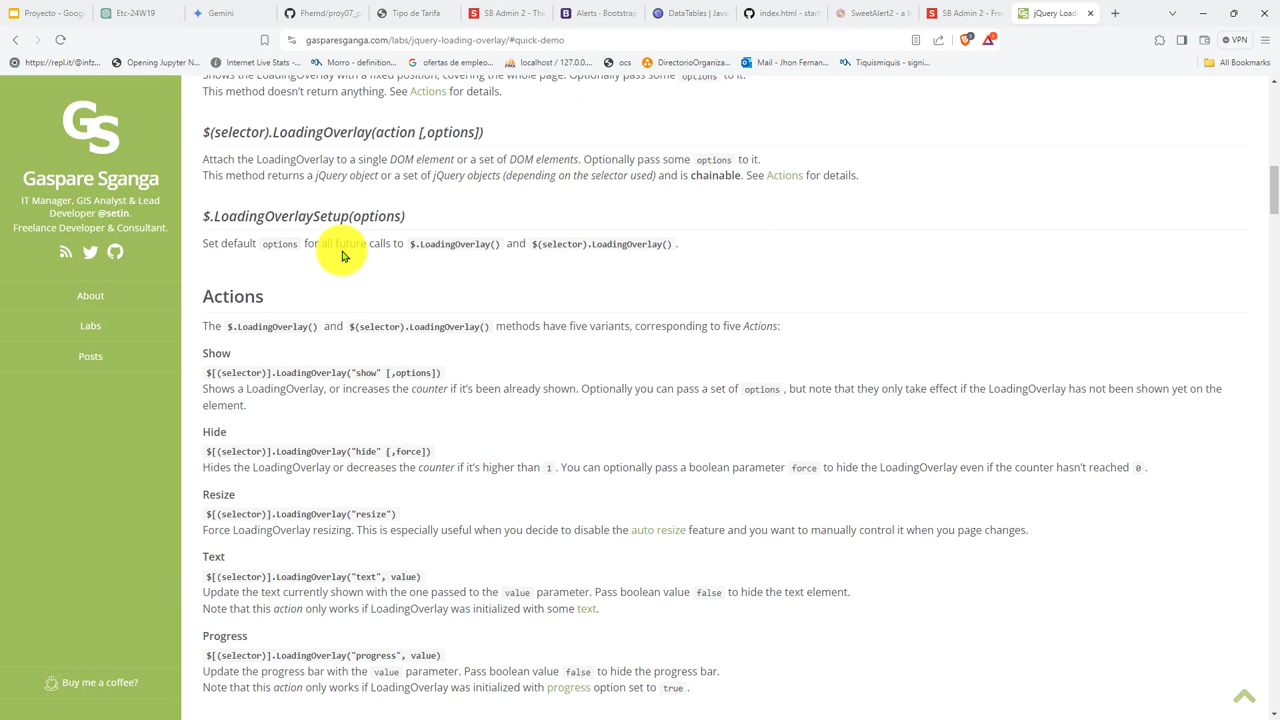 Proyecto - Google
Etc-24W19
Gemini
Fhernd/proy07_
Tipo de Tarifa
SB Admin 2 - The
Alerts · Bootstrap
DataTables | Java
index.html - start
SweetAlert2 - a b
SB Admin 2 - Fre
jQuery Load
gasparesganga.com/labs/jquery-loading-overlay/#quick-demo
VPN
https://repl.it/@infz...
Opening Jupyter N...
Internet Live Stats -...
Morro - definition...
ofertas de empleo...
localhost / 127.0.0...
ocs
DirectorioOrganiza...
Mail - Jhon Fernan...
Tiquismiquis - signi...
All Bookmarks
GS
Gaspare Sganga
IT Manager, GIS Analyst & Lead
Developer @setin.
Freelance Developer & Consultant.
About
Labs
Posts
Buy me a coffee?
Shows the LoadingOverlay with a fixed position, covering the whole page. Optionally pass some options to it.
This method doesn't return anything. See Actions for details.
$(selector).LoadingOverlay(action [,options])
Attach the LoadingOverlay to a single DOM element or a set of DOM elements. Optionally pass some options to it.
This method returns a jQuery object or a set of jQuery objects (depending on the selector used) and is chainable. See Actions for details.
$.LoadingOverlaySetup(options)
Set default options for all future calls to $.LoadingOverlay() and $(selector).LoadingOverlay() .
Actions
The $.LoadingOverlay() and $(selector).LoadingOverlay() methods have five variants, corresponding to five Actions:
Show
$[(selector)].LoadingOverlay("show" [,options])
Shows a LoadingOverlay, or increases the counter if it's been already shown. Optionally you can pass a set of options , but note that they only take effect if the LoadingOverlay has not been shown yet on the
element.
Hide
$[(selector)].LoadingOverlay("hide" [,force])
Hides the LoadingOverlay or decreases the counter if it's higher than 1 . You can optionally pass a boolean parameter force to hide the LoadingOverlay even if the counter hasn't reached 0 .
Resize
$[(selector)].LoadingOverlay("resize")
Force LoadingOverlay resizing. This is especially useful when you decide to disable the auto resize feature and you want to manually control it when you page changes.
Text
$[(selector)].LoadingOverlay("text", value)
Update the text currently shown with the one passed to the value parameter. Pass boolean value false to hide the text element.
Note that this action only works if LoadingOverlay was initialized with some text.
Progress
$[(selector)].LoadingOverlay("progress", value)
Update the progress bar with the value parameter. Pass boolean value false to hide the progress bar.
Note that this action only works if LoadingOverlay was initialized with progress option set to true .